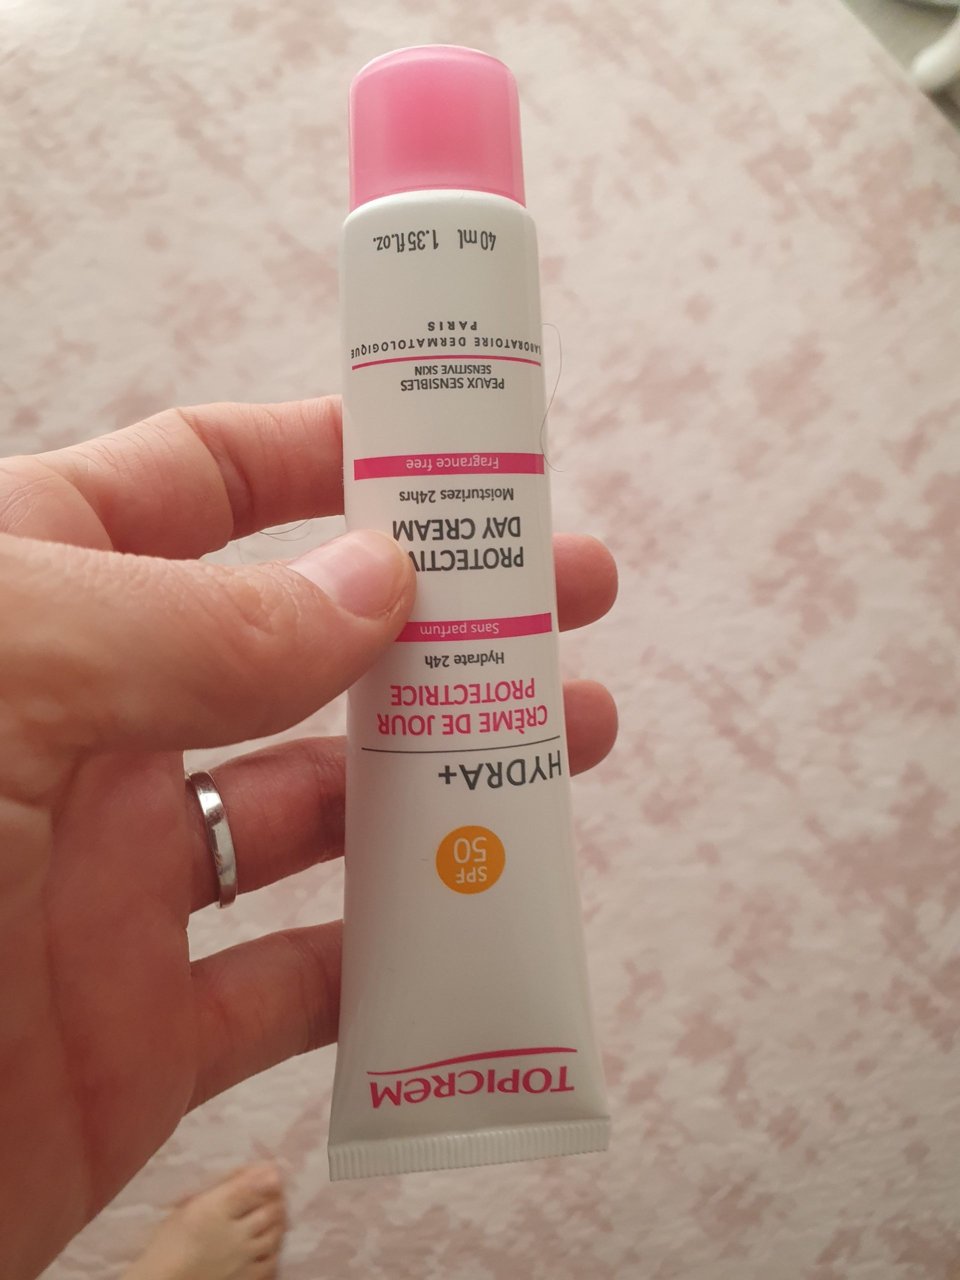 TOPICREM
SPF
50
HYDRA+
CRÈME DE JOUR
PROTECTRICE
Hydrate 24h
Sans parfum
PROTECTIV
DAY CREAM
Moisturizes 24hrs
Fragrance free
PEAUX SENSIBLES
SENSITIVE SKIN
LABORATOIRE DERMATOLOGIQUE
PARIS
40 ml 1.35 fl.oz.